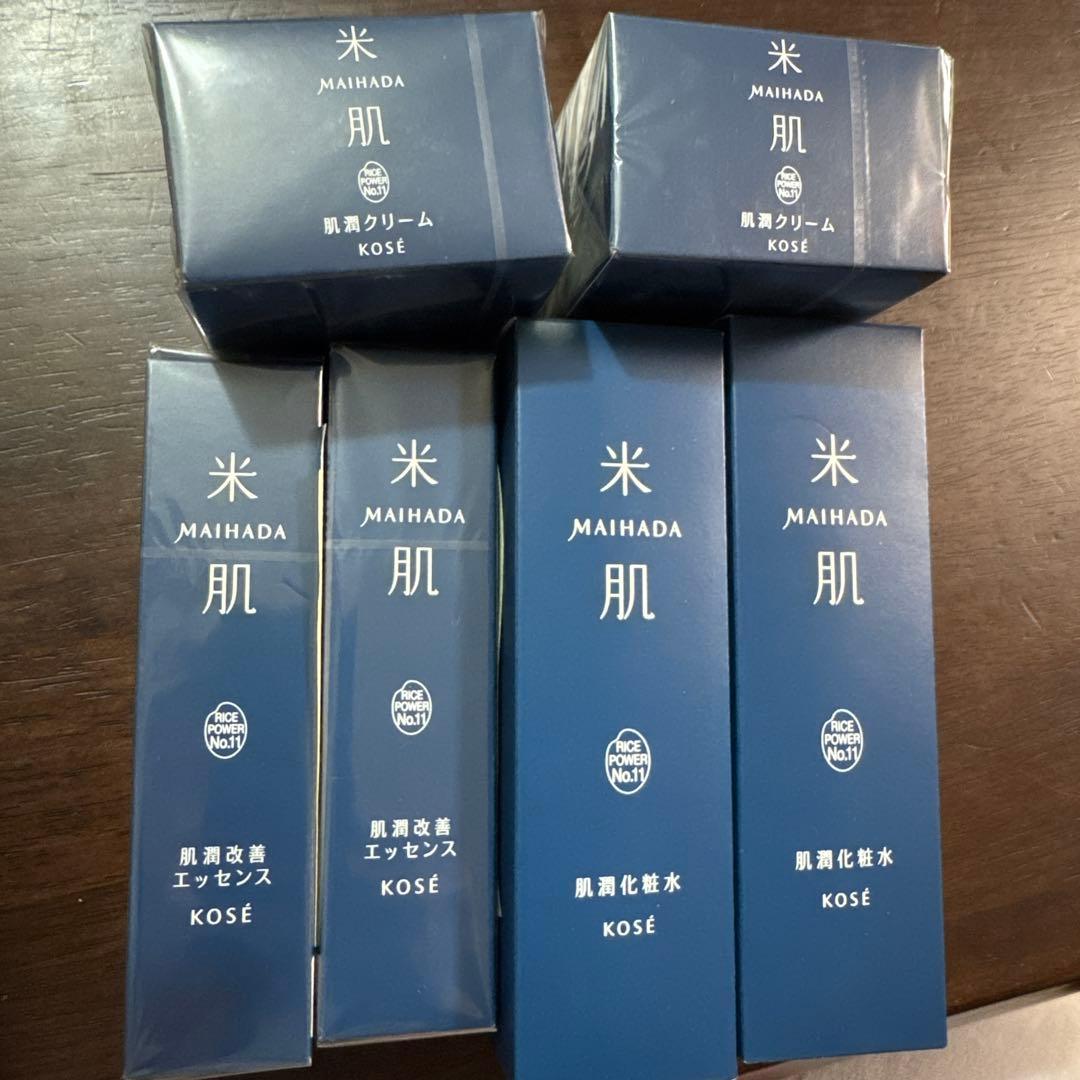 米
MAIHADA
肌
RICE
POWER
No.11
肌潤クリーム
KOSÉ
米
MAIHADA
肌
RICE
POWER
No.11
肌潤クリーム
KOSÉ
米
MAIHADA
肌
RICE
POWER
No.11
肌潤改善
エッセンス
KOSÉ
米
MAIHADA
肌
RICE
POWER
No.11
肌潤改善
エッセンス
KOSÉ
米
MAIHADA
肌
RICE
POWER
No.11
肌潤化粧水
KOSÉ
米
MAIHADA
肌
RICE
POWER
No.11
肌潤化粧水
KOSÉ